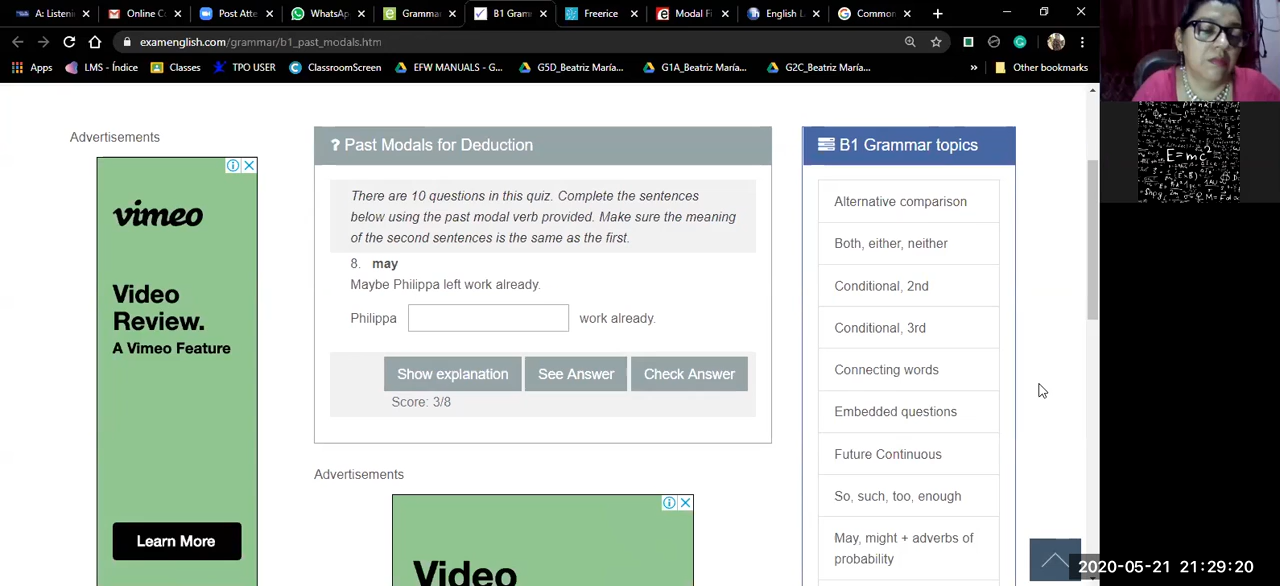 A: Listenin
Online C
Post Atte
WhatsAp
Grammar
B1 Gram
Freerice
Modal Fi
English L
Common
examenglish.com/grammar/b1_past_modals.htm
Apps
LMS - Índice
Classes
TPO USER
ClassroomScreen
EFW MANUALS - G...
G5D_Beatriz María...
G1A_Beatriz María...
G2C_Beatriz María...
»
Other bookmarks
E=mc²
Advertisements
vimeo
Video
Review.
A Vimeo Feature
Learn More
? Past Modals for Deduction
There are 10 questions in this quiz. Complete the sentences
below using the past modal verb provided. Make sure the meaning
of the second sentences is the same as the first.
8. may
Maybe Philippa left work already.
Philippa
work already.
Show explanation
See Answer
Check Answer
Score: 3/8
Advertisements
Video
B1 Grammar topics
Alternative comparison
Both, either, neither
Conditional, 2nd
Conditional, 3rd
Connecting words
Embedded questions
Future Continuous
So, such, too, enough
May, might + adverbs of
probability
2020-05-21 21:29:20